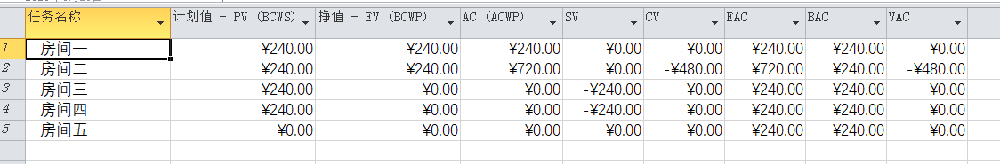 任务名称 计划值 - PV (BCWS) 挣值 - EV (BCWP) AC (ACWP) SV CV EAC BAC VAC
1 房间一 ¥240.00 ¥240.00 ¥240.00 ¥0.00 ¥0.00 ¥240.00 ¥240.00 ¥0.00
2 房间二 ¥240.00 ¥240.00 ¥720.00 ¥0.00 -¥480.00 ¥720.00 ¥240.00 -¥480.00
3 房间三 ¥240.00 ¥0.00 ¥0.00 -¥240.00 ¥0.00 ¥240.00 ¥240.00 ¥0.00
4 房间四 ¥240.00 ¥0.00 ¥0.00 -¥240.00 ¥0.00 ¥240.00 ¥240.00 ¥0.00
5 房间五 ¥0.00 ¥0.00 ¥0.00 ¥0.00 ¥0.00 ¥240.00 ¥240.00 ¥0.00